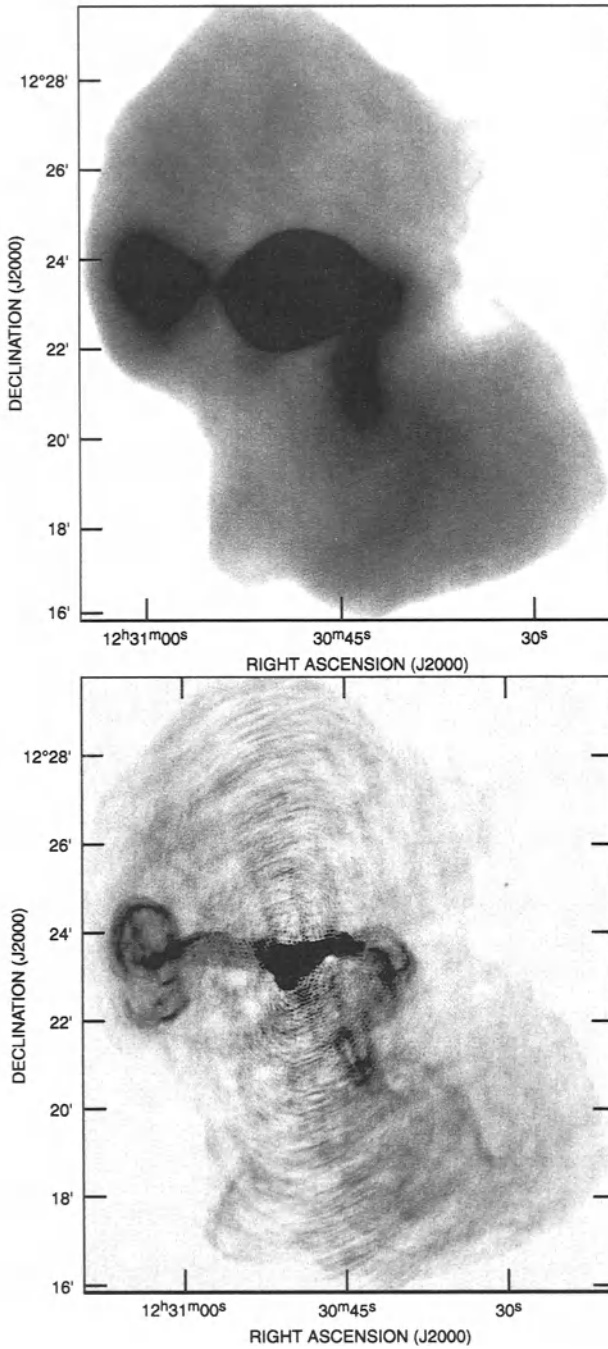 12°28'
26'
24'
22'
20'
18'
16'
DECLINATION (J2000)
12ʰ31ᵐ00ˢ
30ᵐ45ˢ
30ˢ
RIGHT ASCENSION (J2000)
12°28'
26'
24'
22'
20'
18'
16'
DECLINATION (J2000)
12ʰ31ᵐ00ˢ
30ᵐ45ˢ
30ˢ
RIGHT ASCENSION (J2000)